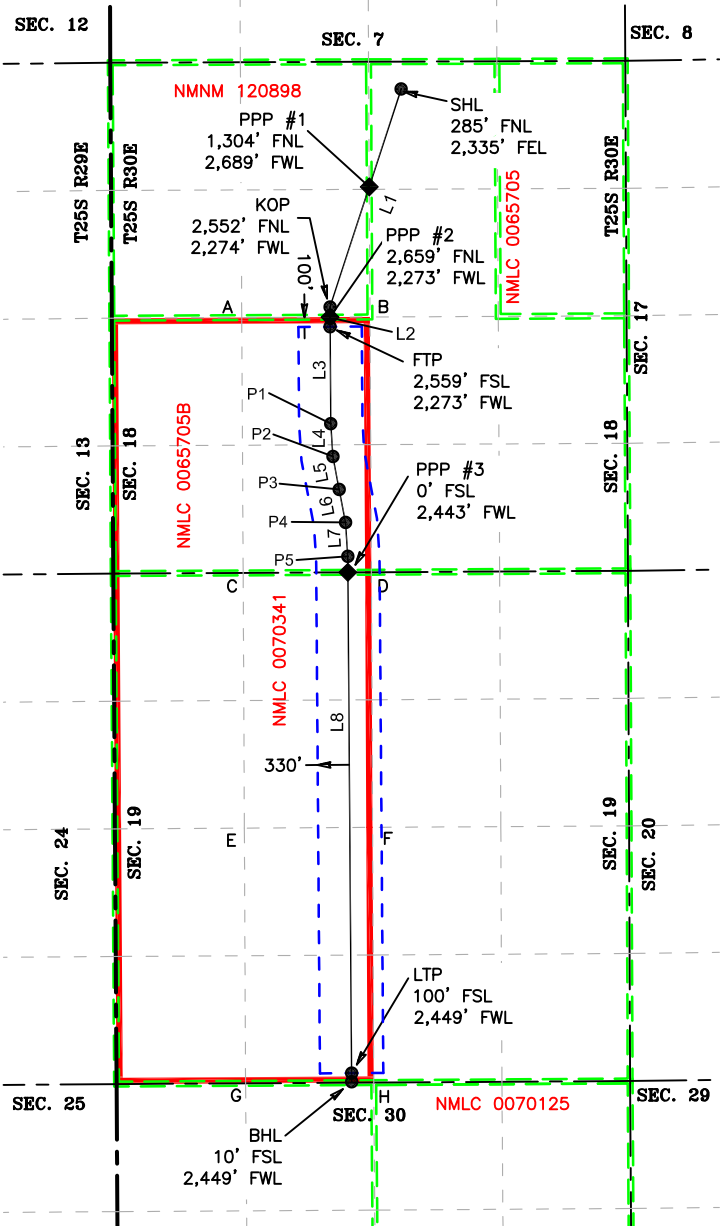 SEC. 12
SEC. 7
SEC. 8
NMNM 120898
SHL
285' FNL
2,335' FEL
PPP #1
1,304' FNL
2,689' FWL
T25S R29E
T25S R30E
L1
NMLC 0065705
KOP
2,552' FNL
2,274' FWL
100'
PPP #2
2,659' FNL
2,273' FWL
A
B
L2
SEC. 17
FTP
2,559' FSL
2,273' FWL
L3
P1
NMLC 0065705B
L4
P2
SEC. 13
SEC. 18
SEC. 18
L5
P3
PPP #3
0' FSL
2,443' FWL
L6
P4
L7
P5
C
D
NMLC 0070341
L8
330'
SEC. 24
SEC. 19
E
F
SEC. 19
SEC. 20
LTP
100' FSL
2,449' FWL
SEC. 25
G
H
SEC. 30
NMLC 0070125
SEC. 29
BHL
10' FSL
2,449' FWL